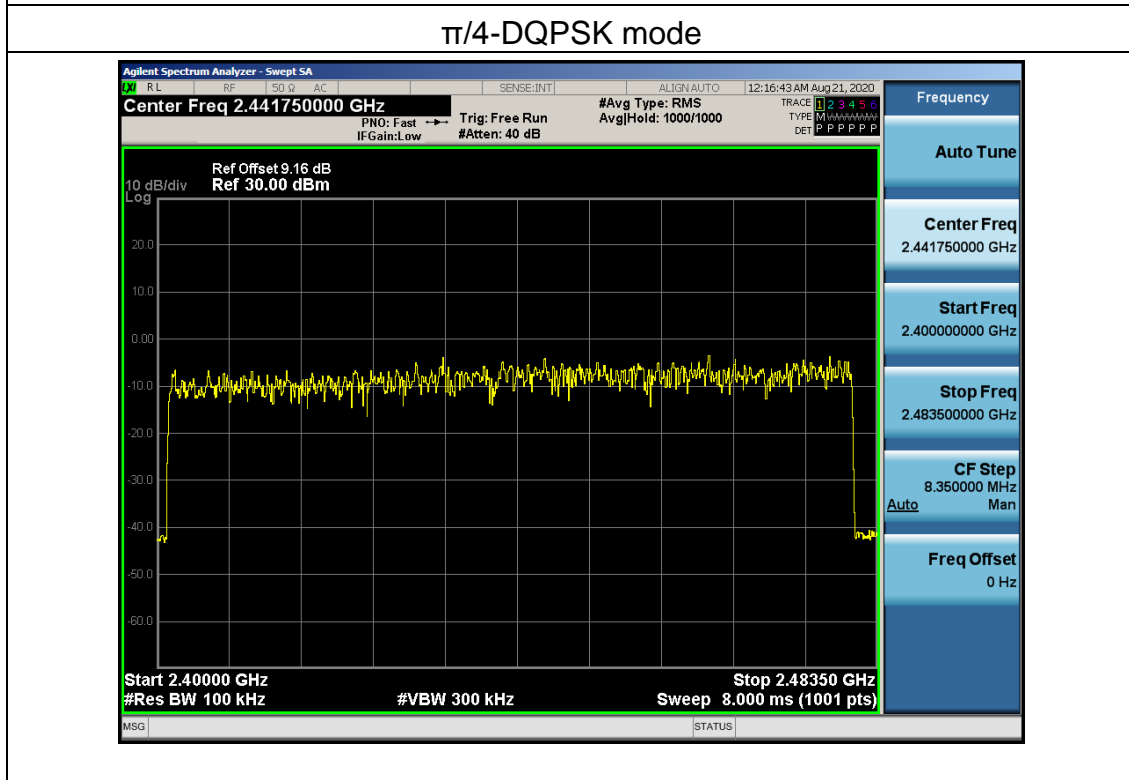 π/4-DQPSK mode
Agilent Spectrum Analyzer - Swept SA
LXI RL RF 50 Ω AC SENSE:INT ALIGN AUTO 12:16:43 AM Aug 21, 2020
Center Freq 2.441750000 GHz #Avg Type: RMS TRACE 1 2 3 4 5 6
PNO: Fast Trig: Free Run Avg|Hold: 1000/1000 TYPE M
IFGain:Low #Atten: 40 dB DET P P P P P P
Ref Offset 9.16 dB
10 dB/div Ref 30.00 dBm
Log
20.0
10.0
0.00
-10.0
-20.0
-30.0
-40.0
-50.0
-60.0
Start 2.40000 GHz Stop 2.48350 GHz
#Res BW 100 kHz #VBW 300 kHz Sweep 8.000 ms (1001 pts)
MSG STATUS
Frequency
Auto Tune
Center Freq
2.441750000 GHz
Start Freq
2.400000000 GHz
Stop Freq
2.483500000 GHz
CF Step
8.350000 MHz
Auto Man
Freq Offset
0 Hz